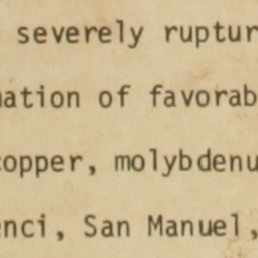 severely ruptur
ation of favorab
copper, molybdenu
enci, San Manuel,